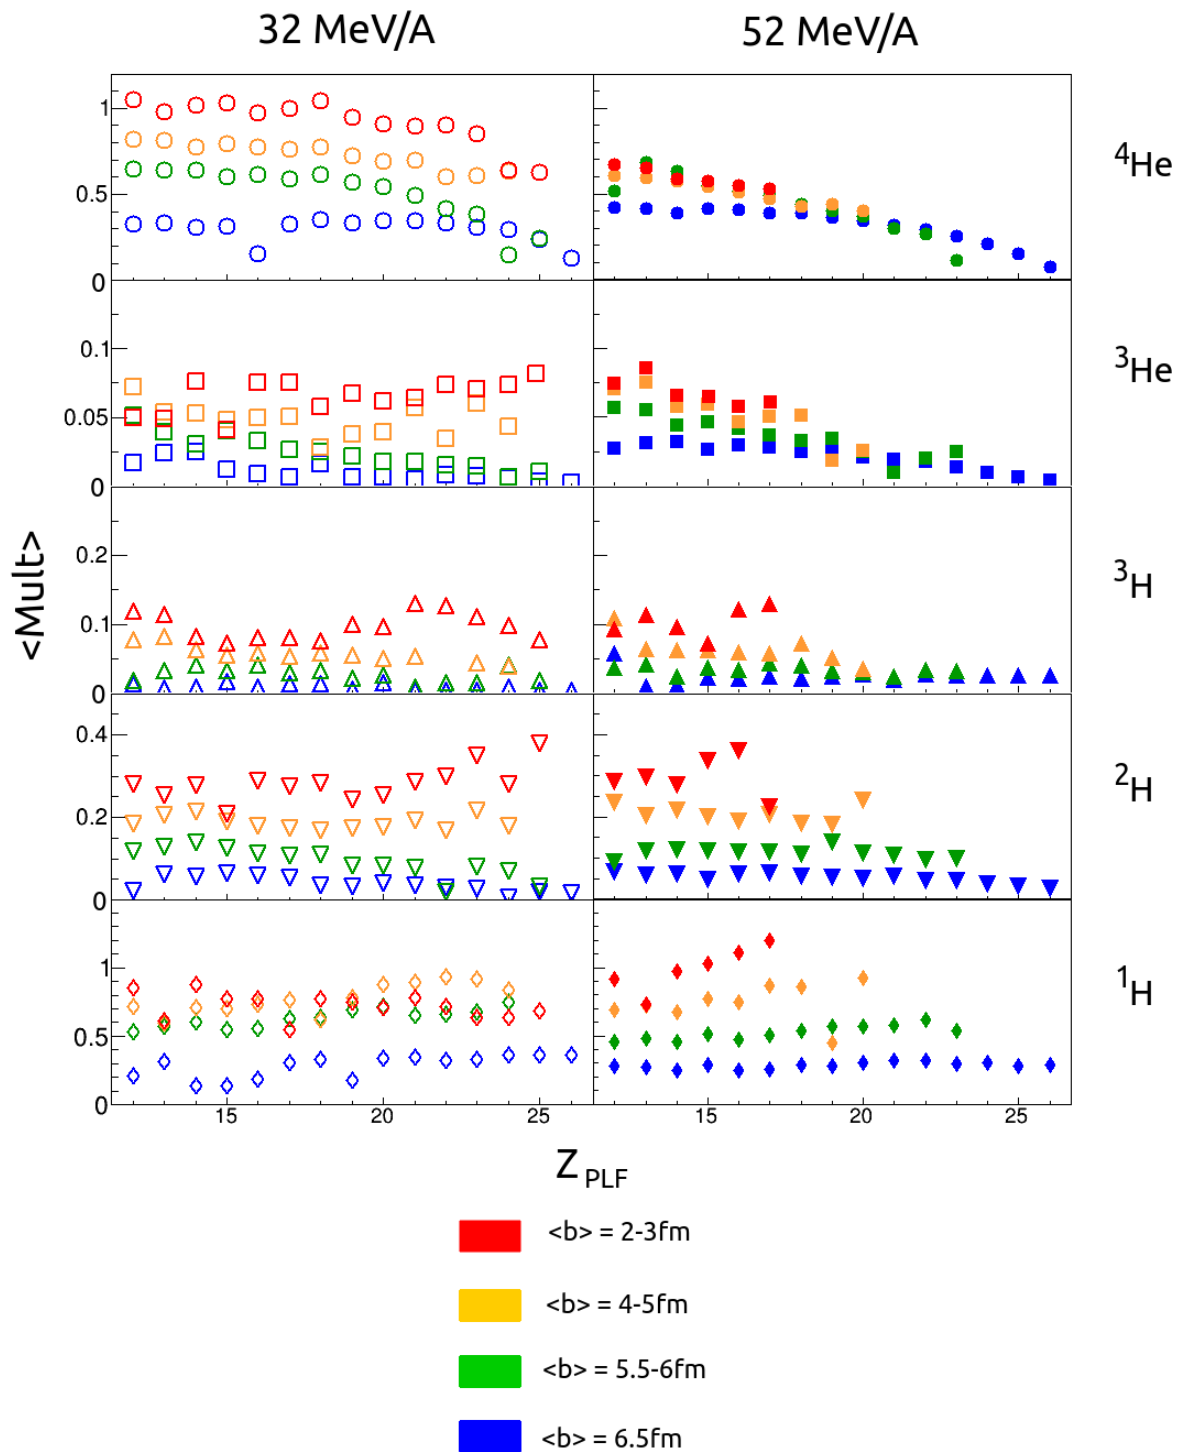 32 MeV/A 52 MeV/A
1
0.5
0
⁴He
0.1
0.05
0
³He
0.2
0.1
0
³H
<Mult>
0.4
0.2
0
²H
1
0.5
0
¹H
15 20 25 15 20 25
Z PLF
<b> = 2-3fm
<b> = 4-5fm
<b> = 5.5-6fm
<b> = 6.5fm